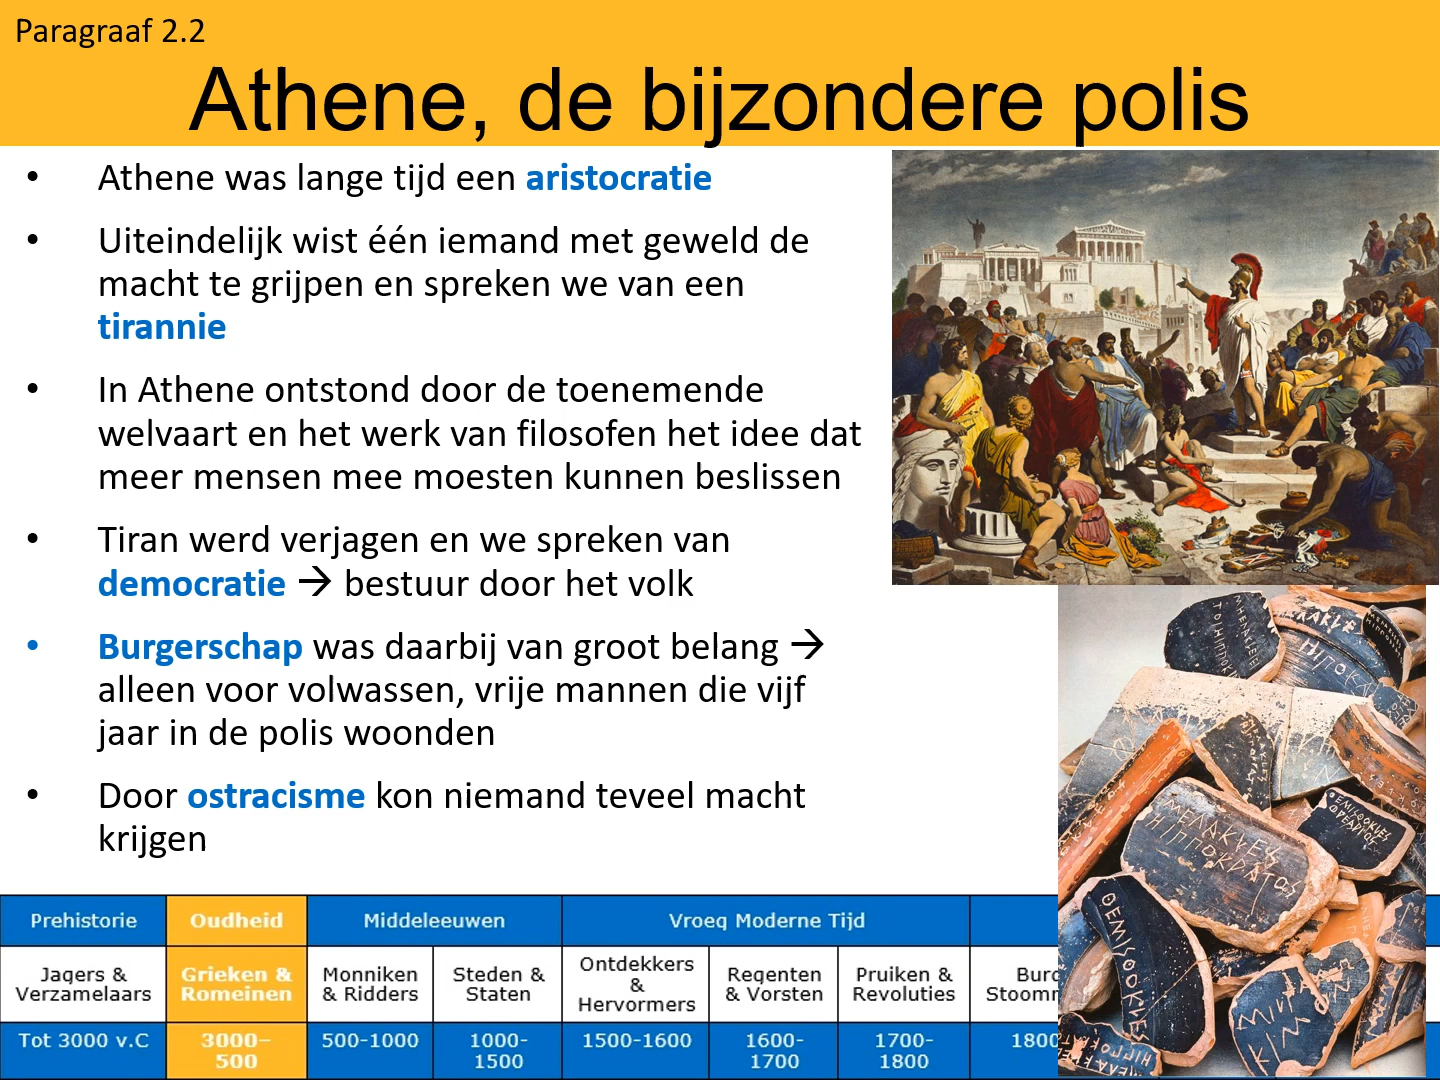 Paragraaf 2.2
Athene, de bijzondere polis
• Athene was lange tijd een aristocratie
• Uiteindelijk wist één iemand met geweld de
macht te grijpen en spreken we van een
tirannie
• In Athene ontstond door de toenemende
welvaart en het werk van filosofen het idee dat
meer mensen mee moesten kunnen beslissen
• Tiran werd verjagen en we spreken van
democratie → bestuur door het volk
• Burgerschap was daarbij van groot belang →
alleen voor volwassen, vrije mannen die vijf
jaar in de polis woonden
• Door ostracisme kon niemand teveel macht
krijgen
Prehistorie Oudheid Middeleeuwen Vroeg Moderne Tijd
Jagers &
Verzamelaars
Grieken &
Romeinen
Monniken
& Ridders
Steden &
Staten
Ontdekkers
&
Hervormers
Regenten
& Vorsten
Pruiken &
Revoluties
Tot 3000 v.C
3000–
500
500-1000
1000-
1500
1500-1600
1600-
1700
1700-
1800
1800